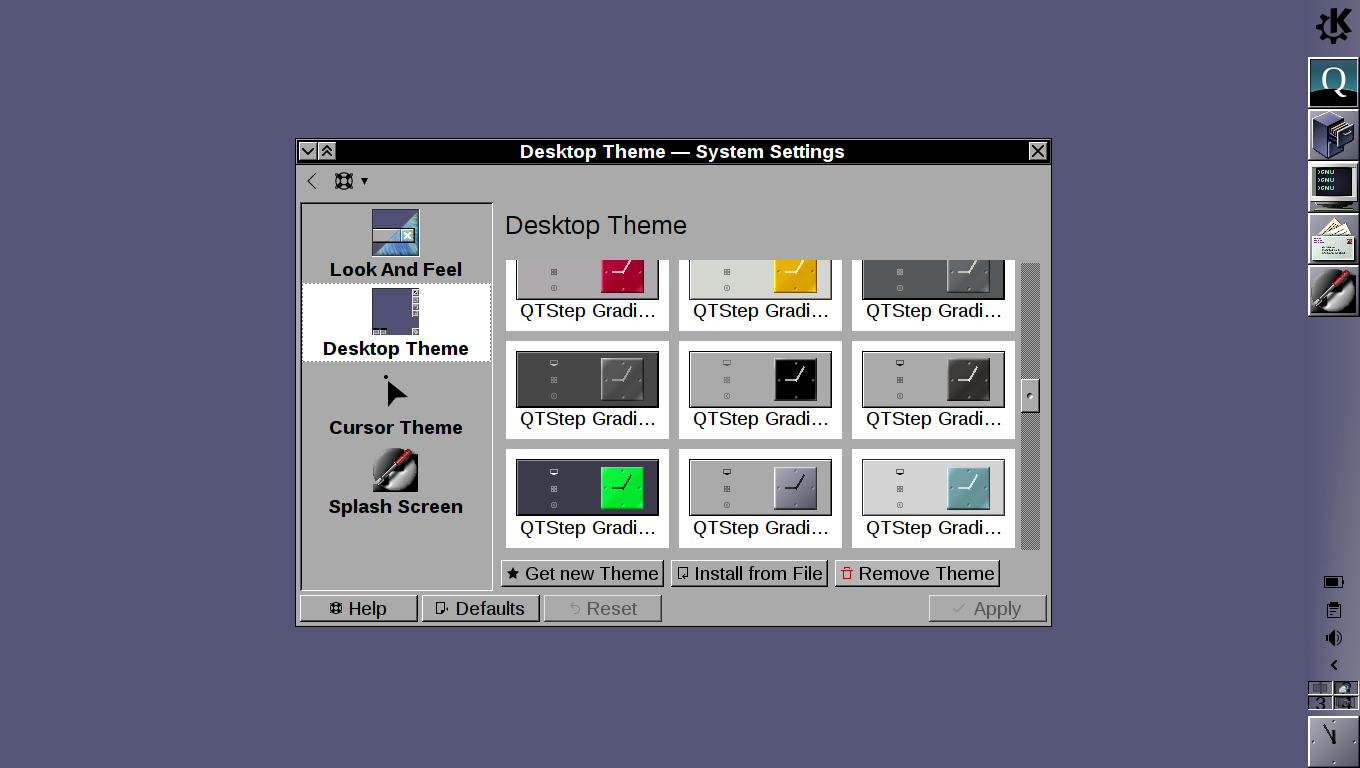 Desktop Theme — System Settings
Q
Look And Feel
Desktop Theme
Cursor Theme
Splash Screen
Desktop Theme
QTStep Gradi...
QTStep Gradi...
QTStep Gradi...
QTStep Gradi...
QTStep Gradi...
QTStep Gradi...
QTStep Gradi...
QTStep Gradi...
QTStep Gradi...
Get new Theme
Install from File
Remove Theme
Help
Defaults
Reset
Apply
K
>GNU
>GNU
>GNU
3